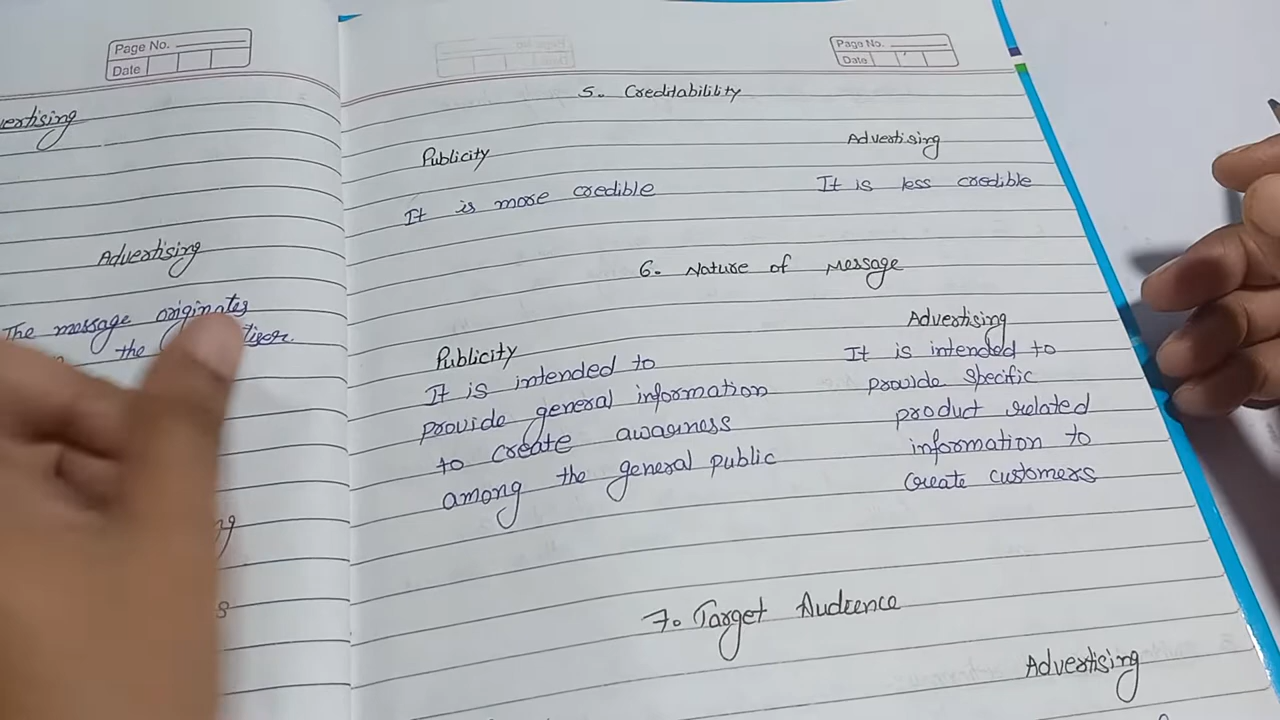 Page No.
Date
Advertising
The message originates
the
Page No.
Date
5. Creditability
Publicity
Advertising
It is more credible
It is less credible
6. Nature of Message
Publicity
It is intended to
provide general information
to create awarness
among the general public
Advertising
It is intended to
provide specific
product related
information to
create customers
7. Target Audience
Advertising